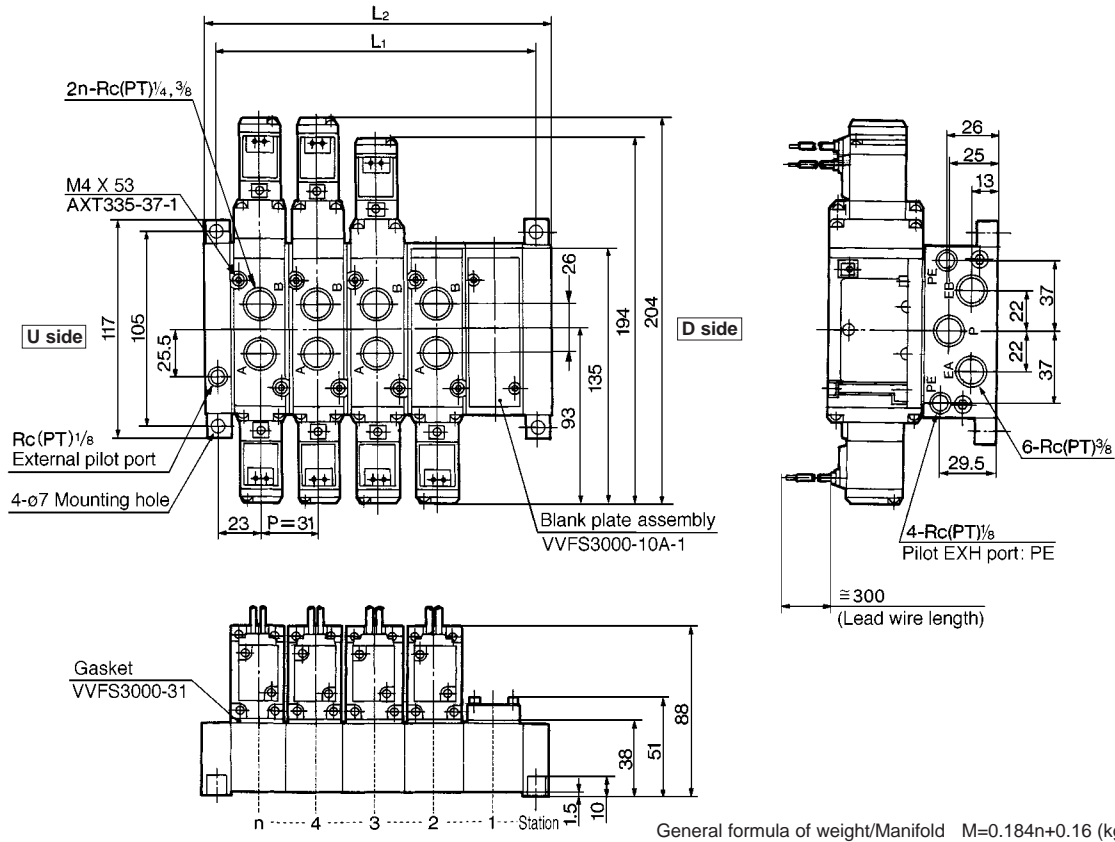 L₂
L₁
2n-Rc(PT)¼, ⅜
M4 X 53
AXT335-37-1
B B B B
A A A A
U side
D side
117
105
25.5
26
194
204
135
93
Rc(PT)⅛
External pilot port
4-ø7 Mounting hole
23
P=31
Blank plate assembly
VVFS3000-10A-1
26
25
13
PE
EB
P
EA
PE
22
22
37
37
29.5
6-Rc(PT)⅜
4-Rc(PT)⅛
Pilot EXH port: PE
≅300
(Lead wire length)
Gasket
VVFS3000-31
88
51
38
10
1.5
n 4 3 2 1 Station
General formula of weight/Manifold M=0.184n+0.16 (kg